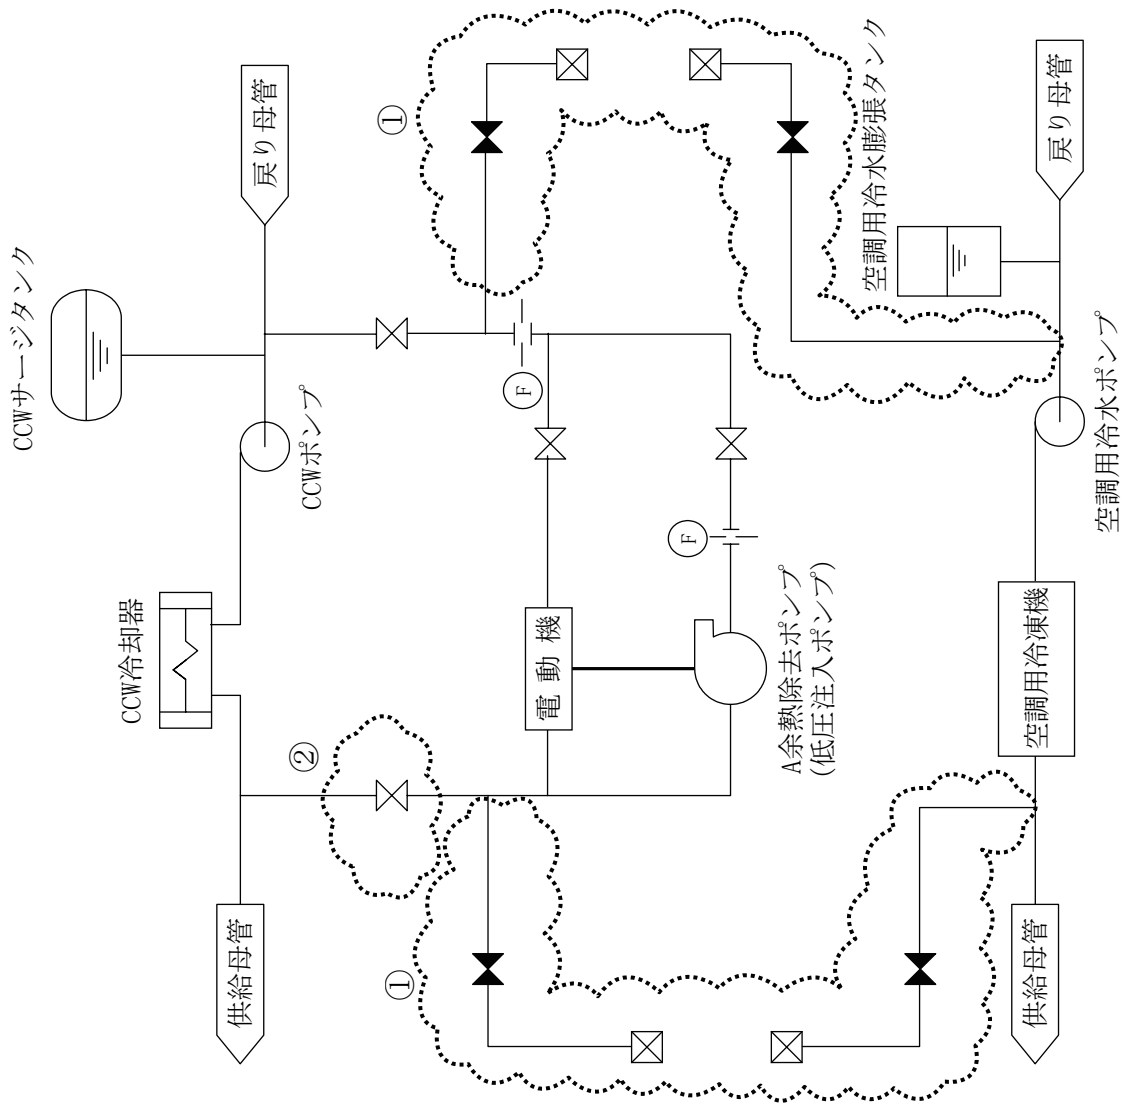 CCWサージタンク
戻り母管
CCWポンプ
CCW冷却器
供給母管
①
②
①
F
F
電動機
A余熱除去ポンプ
(低圧注入ポンプ)
空調用冷水膨張タンク
戻り母管
空調用冷水ポンプ
空調用冷凍機
供給母管